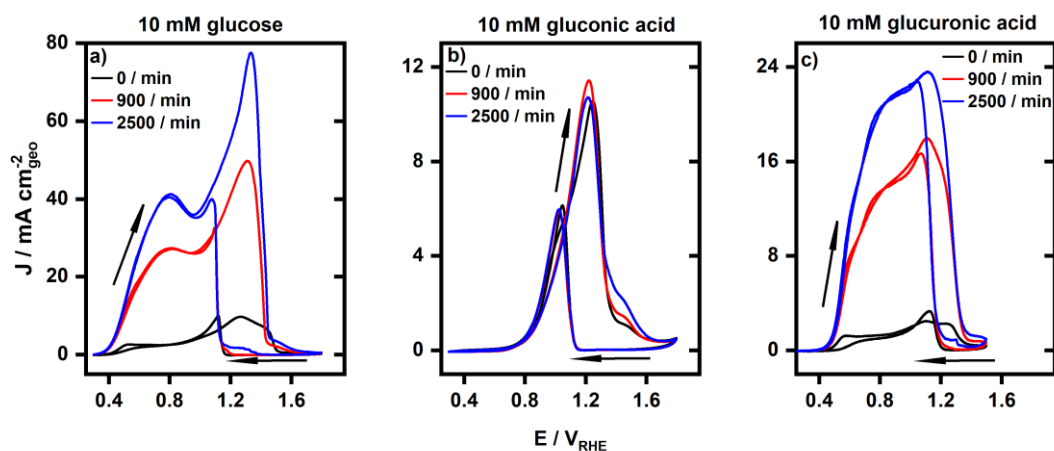 10 mM glucose
10 mM gluconic acid
10 mM glucuronic acid
a)
0 / min
900 / min
2500 / min
b)
0 / min
900 / min
2500 / min
c)
0 / min
900 / min
2500 / min
J / mA cm⁻²geo
80
60
40
20
0
0.4 0.8 1.2 1.6
12
8
4
0
0.4 0.8 1.2 1.6
24
16
8
0
0.4 0.8 1.2 1.6
E / VRHE